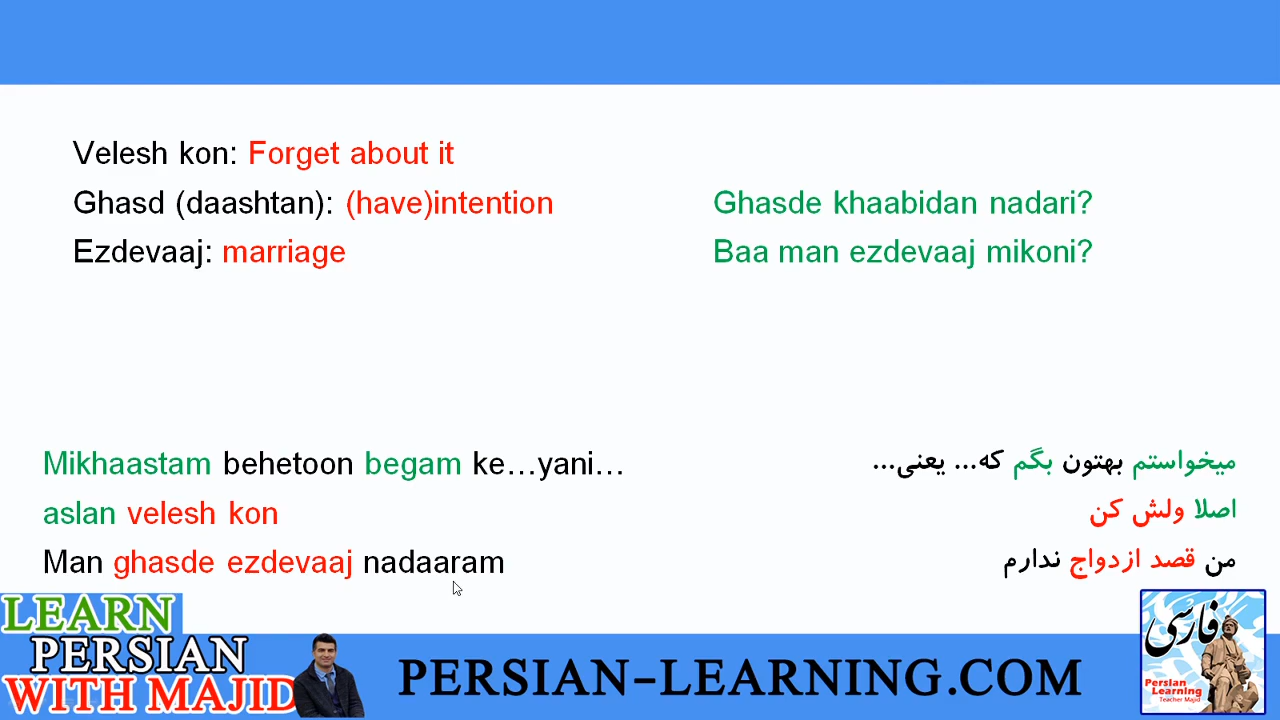 Velesh kon: Forget about it
Ghasd (daashtan): (have)intention
Ghasde khaabidan nadari?
Ezdevaaj: marriage
Baa man ezdevaaj mikoni?
Mikhaastam behetoon begam ke…yani…
میخواستم بهتون بگم که... یعنی...
aslan velesh kon
اصلا ولش کن
Man ghasde ezdevaaj nadaaram
من قصد ازدواج ندارم
LEARN
PERSIAN
WITH MAJID
PERSIAN-LEARNING.COM
فارسی
Persian
Learning
Teacher Majid